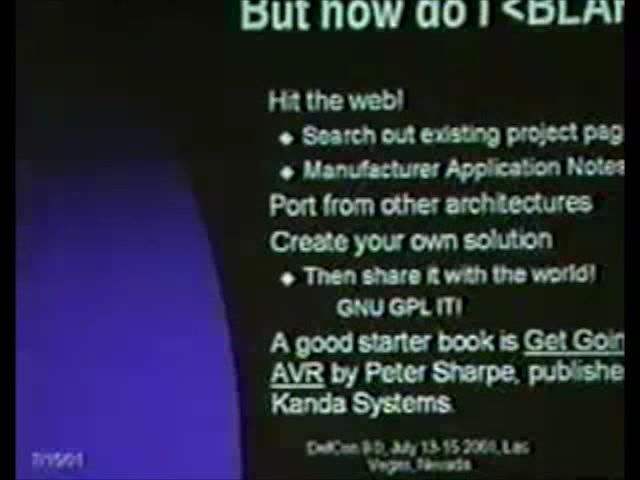 But how do I <BLAN
Hit the web!
◆ Search out existing project pag
◆ Manufacturer Application Notes
Port from other architectures
Create your own solution
◆ Then share it with the world!
GNU GPL IT!
A good starter book is Get Goin
AVR by Peter Sharpe, publishe
Kanda Systems.
DefCon 9.0, July 13-15 2001, Las
Vegas, Nevada
7/15/01